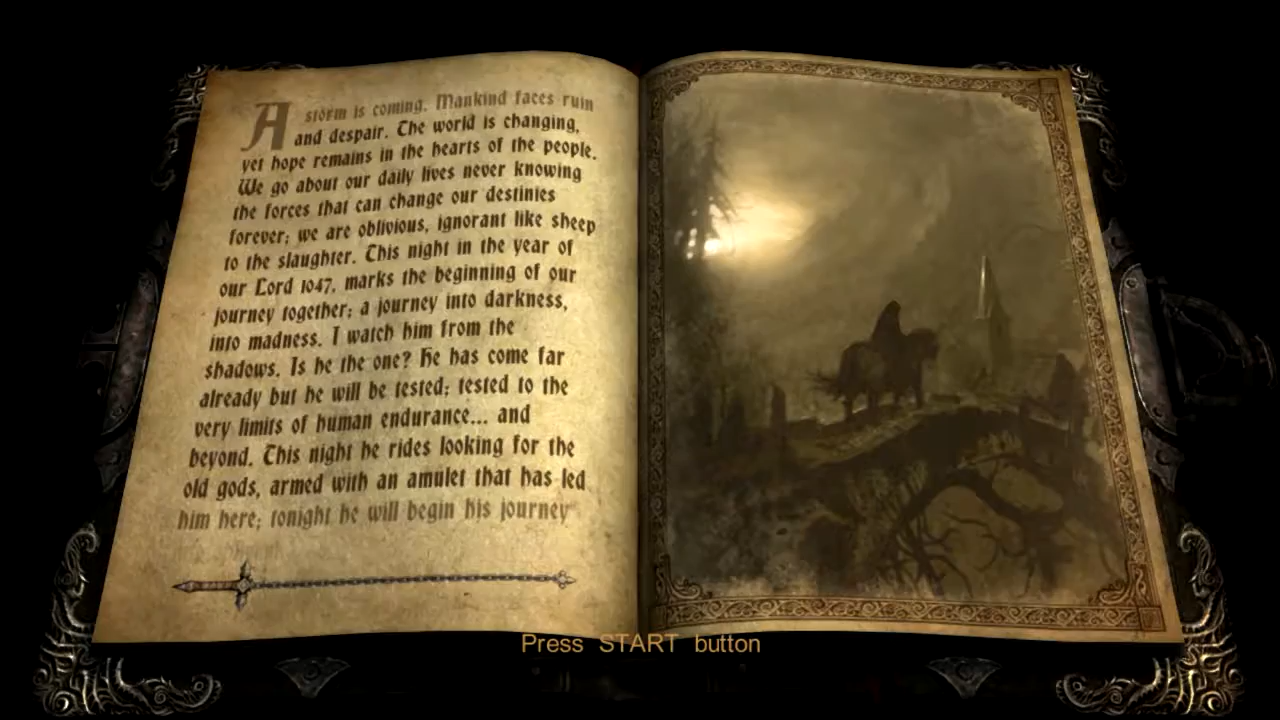 A storm is coming. Mankind faces ruin
and despair. The world is changing,
yet hope remains in the hearts of the people.
We go about our daily lives never knowing
the forces that can change our destinies
forever; we are oblivious, ignorant like sheep
to the slaughter. This night in the year of
our Lord 1047, marks the beginning of our
journey together; a journey into darkness,
into madness. I watch him from the
shadows. Is he the one? He has come far
already but he will be tested; tested to the
very limits of human endurance... and
beyond. This night he rides looking for the
old gods, armed with an amulet that has led
him here; tonight he will begin his journey
Press START button